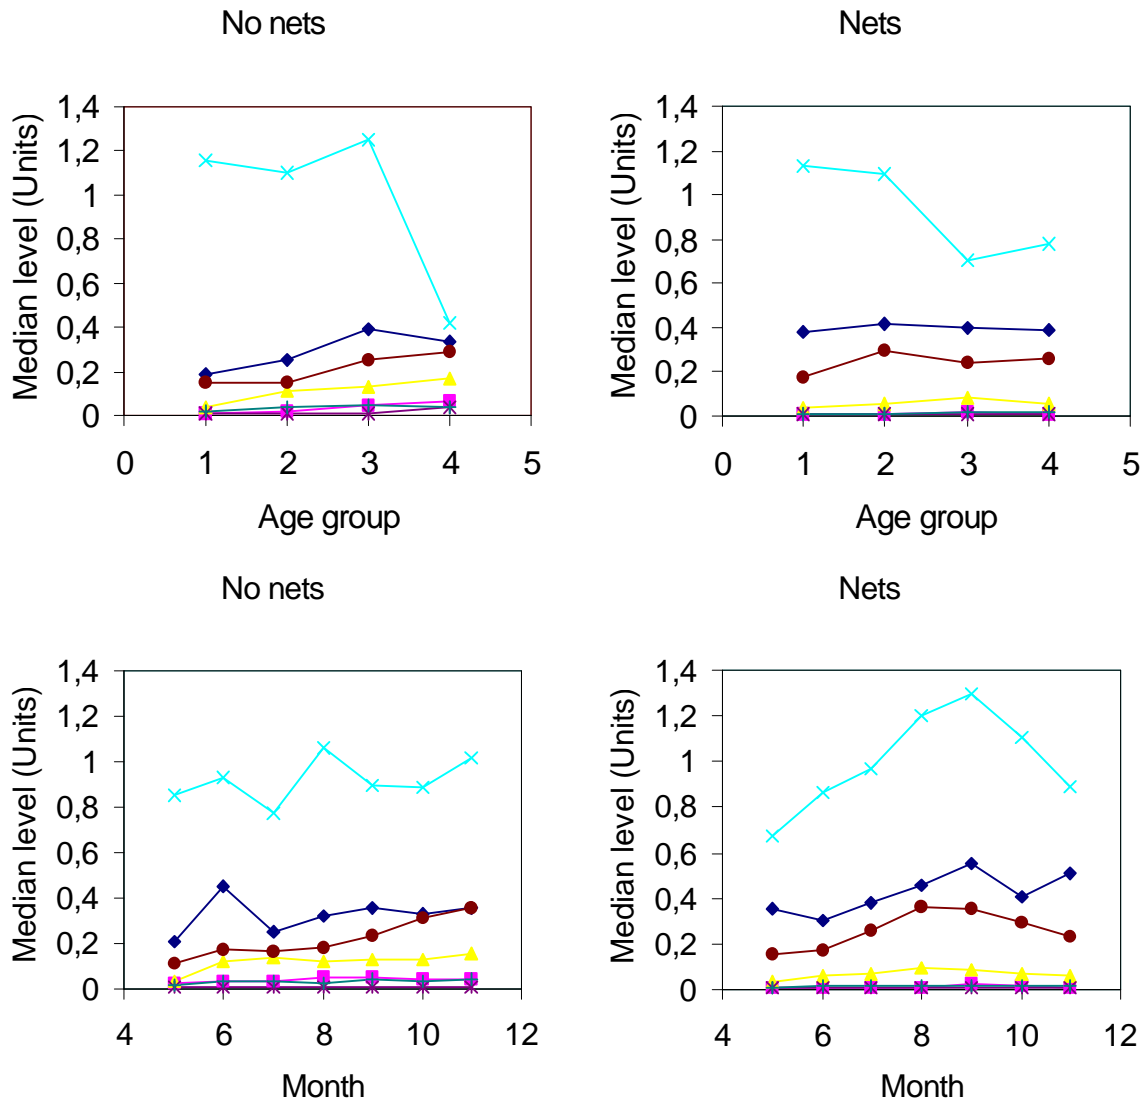 No nets
Nets
Median level (Units)
1,4
1,2
1
0,8
0,6
0,4
0,2
0
0 1 2 3 4 5
Age group
Median level (Units)
1,4
1,2
1
0,8
0,6
0,4
0,2
0
0 1 2 3 4 5
Age group
No nets
Nets
Median level (Units)
1,4
1,2
1
0,8
0,6
0,4
0,2
0
4 6 8 10 12
Month
Median level (Units)
1,4
1,2
1
0,8
0,6
0,4
0,2
0
4 6 8 10 12
Month